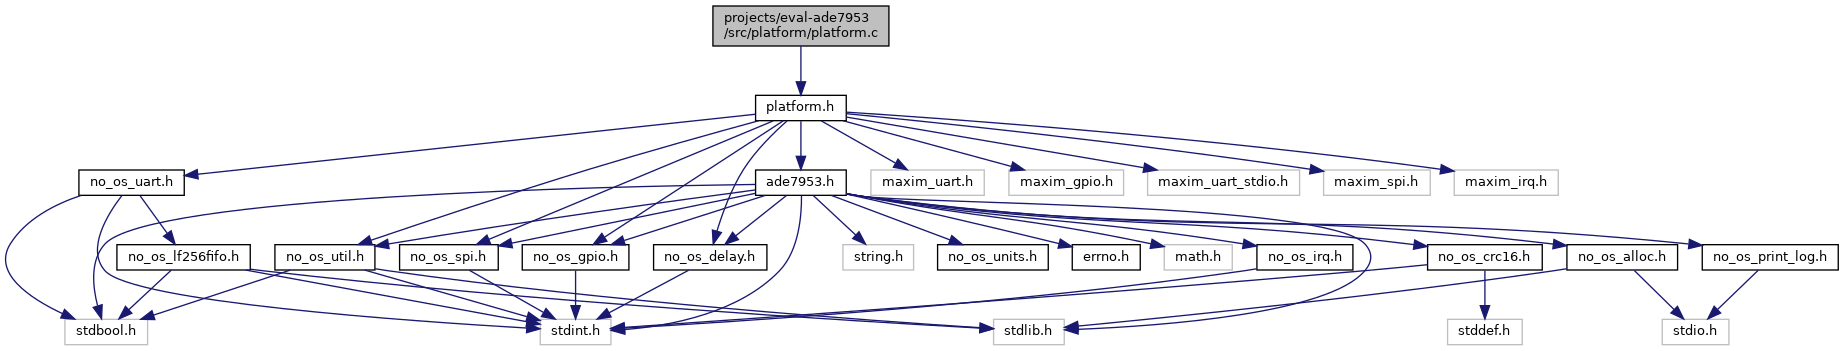 projects/eval-ade7953
/src/platform/platform.c
platform.h
no_os_uart.h
ade7953.h
maxim_uart.h
maxim_gpio.h
maxim_uart_stdio.h
maxim_spi.h
maxim_irq.h
no_os_lf256fifo.h
no_os_util.h
no_os_spi.h
no_os_gpio.h
no_os_delay.h
string.h
no_os_units.h
errno.h
math.h
no_os_irq.h
no_os_crc16.h
no_os_alloc.h
no_os_print_log.h
stdbool.h
stdint.h
stdlib.h
stddef.h
stdio.h